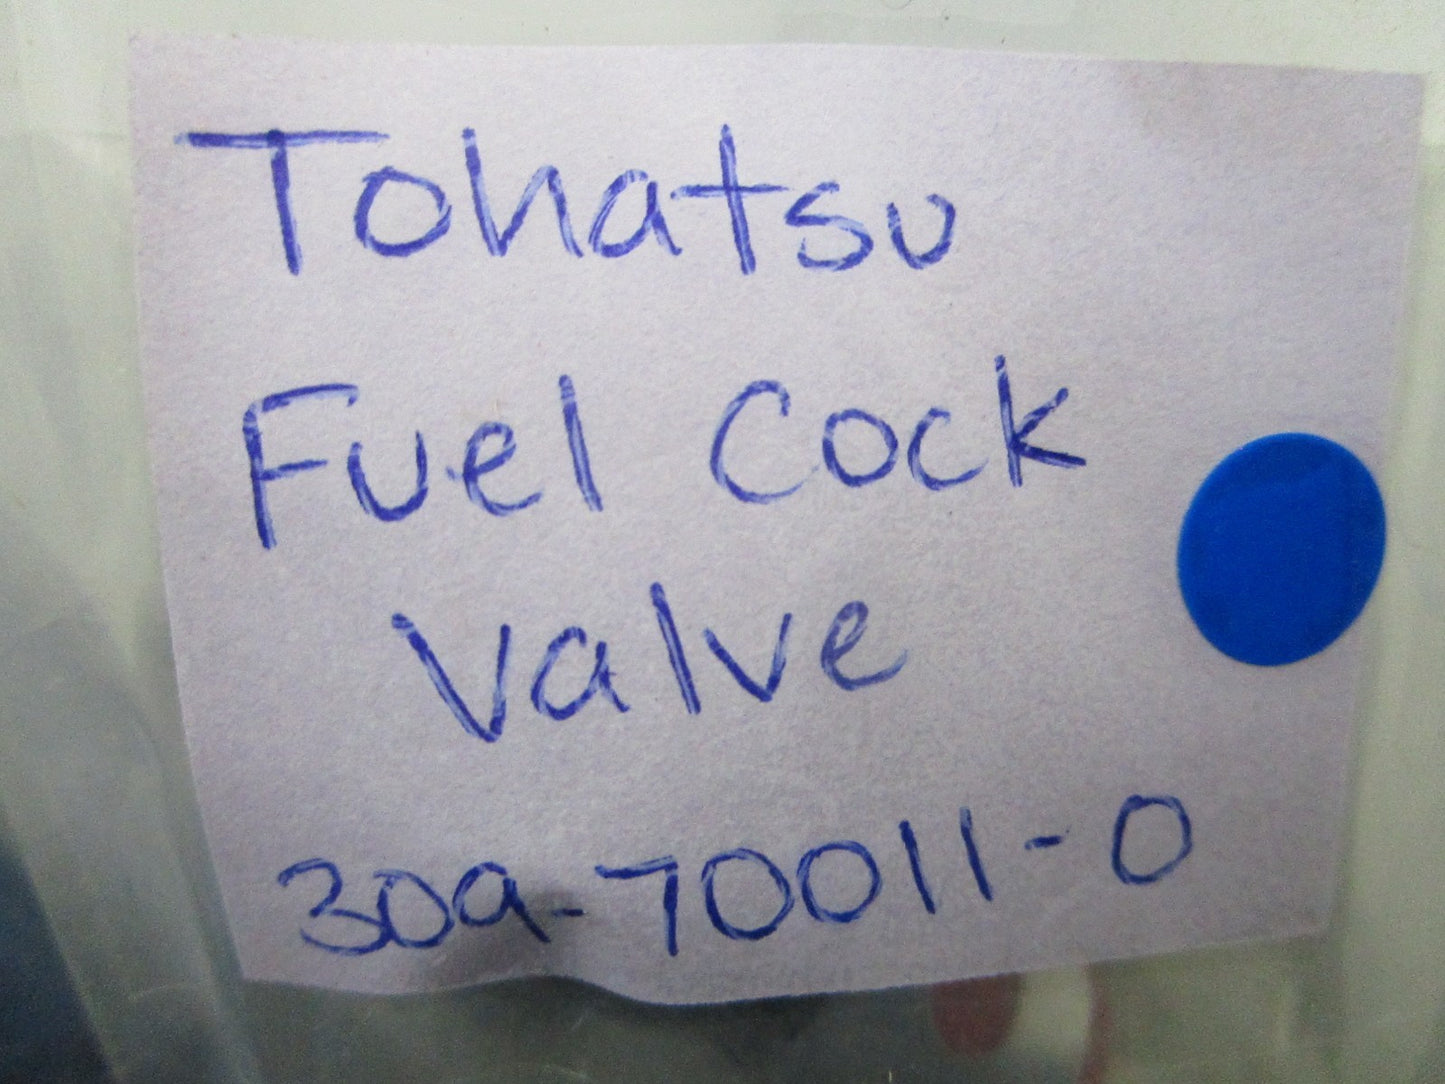 Tohatsu
Fuel Cock
Valve
309-70011-0